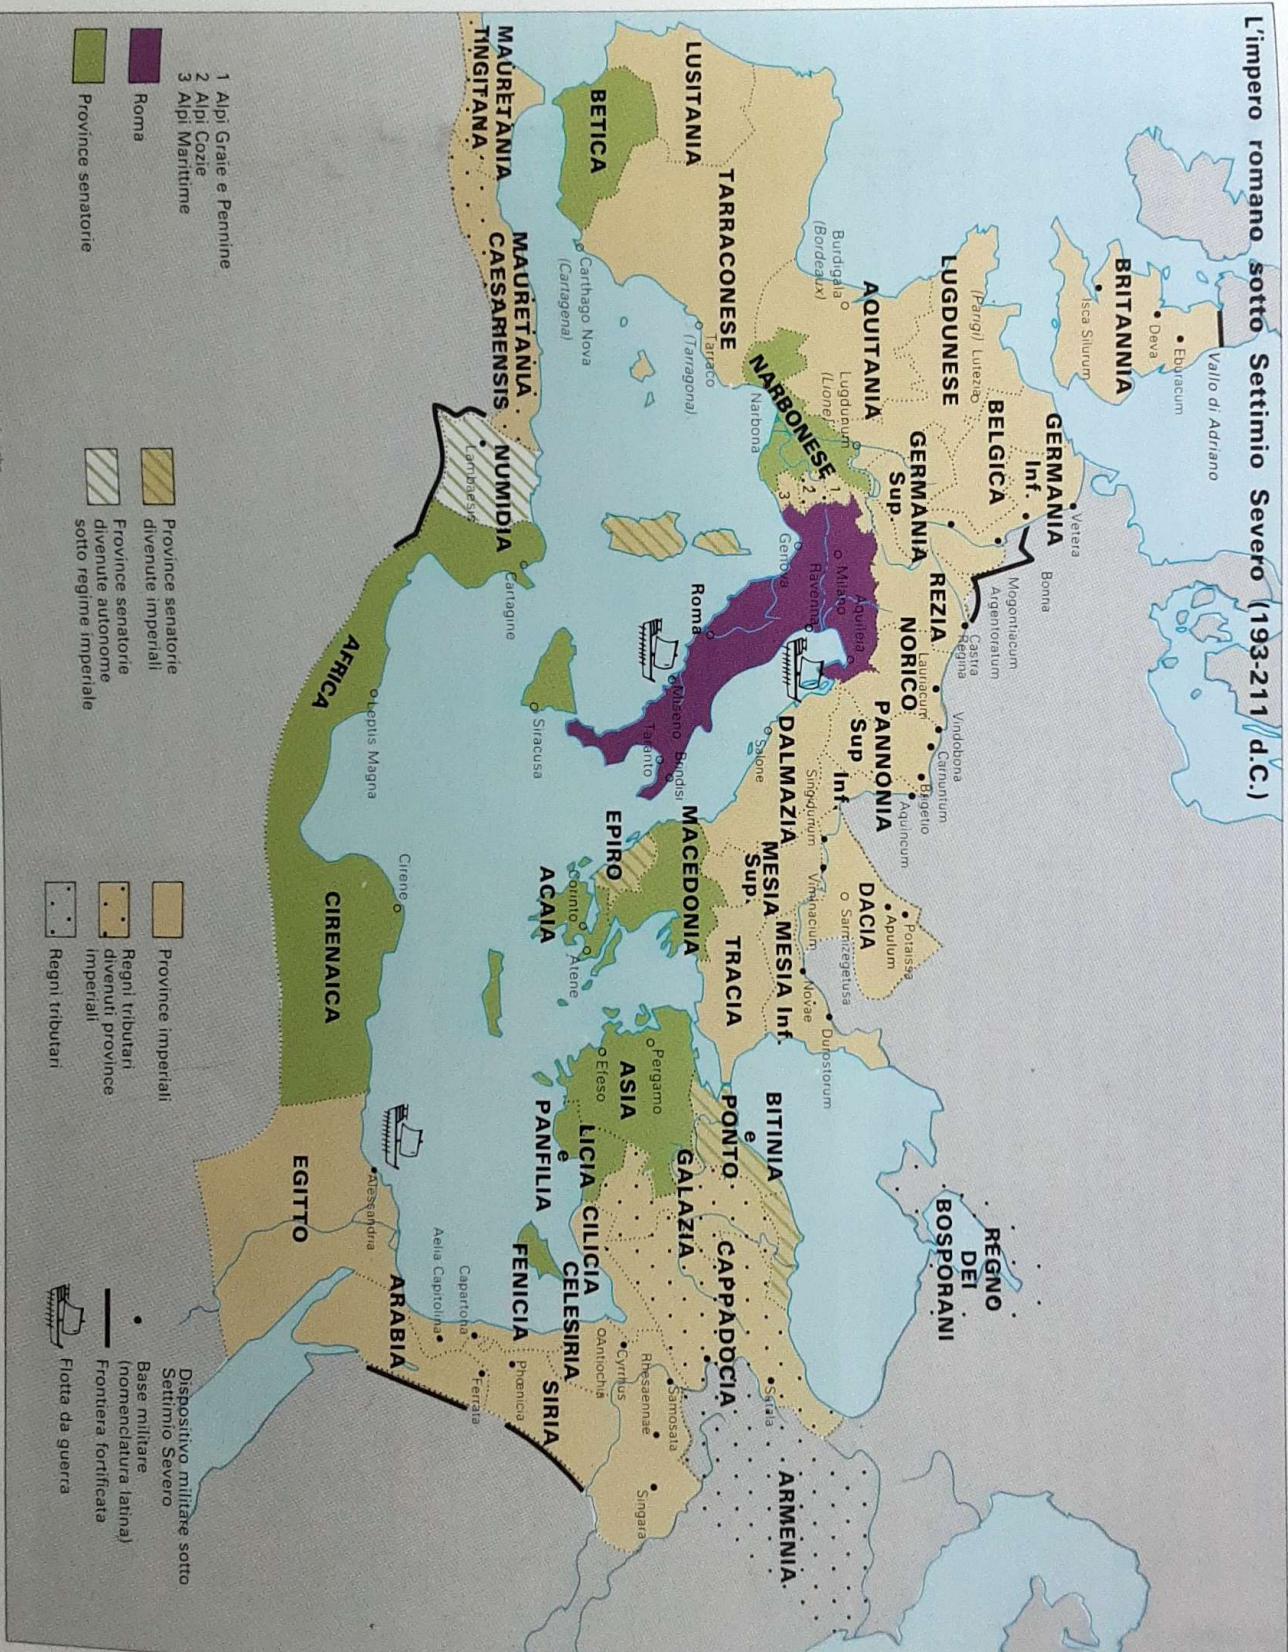 L'impero romano sotto Settimio Severo (193-211 d.C.)
Vallo di Adriano
Eburacum
Deva
BRITANNIA
Isca Silurum
GERMANIA
Inf.
Vetera
Bonna
Mogontiacum
Argentoratum
BELGICA
(Parigi) Lutezia
LUGDUNESE
GERMANIA
Sup.
REZIA
Castra
Regina
NORICO
Lauriacum
Vindobona
Carnuntum
Brigetio
Aquincum
PANNONIA
Sup
Inf.
AQUITANIA
Burdigala
(Bordeaux)
Lugdunum
(Lione)
NARBONESE
Narbona
1
2
3
Milano
Aquileia
Ravenna
Genova
Roma
Miseno
Brindisi
Taranto
TARRACONESE
Tarraco
(Tarragona)
LUSITANIA
BETICA
Carthago Nova
(Cartagena)
DALMAZIA
Salone
Singidunum
Viminacium
DACIA
Potaissa
Apulum
Sarmizegetusa
MESIA
Sup.
MESIA Inf.
Novae
Durostorum
TRACIA
MACEDONIA
EPIRO
ACAIA
Corinto
Atene
REGNO
DEI
BOSPORANI
BITINIA
e
PONTO
Pergamo
ASIA
Efeso
GALAZIA
LICIA
e
PANFILIA
CILICIA
CAPPADOCIA
Satala
ARMENIA
Samosata
Rhesaennae
Cyrrhus
Antiochia
Singara
CELESIRIA
FENICIA
SIRIA
Phœnicia
Ferrata
Capartona
Aelia Capitolina
ARABIA
Alessandria
EGITTO
CIRENAICA
Cirene
Leptis Magna
AFRICA
Siracusa
Cartagine
NUMIDIA
Lambaesis
MAURETANIA
CAESARIENSIS
MAURETANIA
TINGITANA
1 Alpi Graie e Pennine
2 Alpi Cozie
3 Alpi Marittime
Roma
Province senatorie
Province senatorie
divenute imperiali
Province senatorie
divenute autonome
sotto regime imperiale
Province imperiali
Regni tributari
divenuti province
imperiali
Regni tributari
Dispositivo militare sotto
Settimio Severo
Base militare
(nomenclatura latina)
Frontiera fortificata
Flotta da guerra